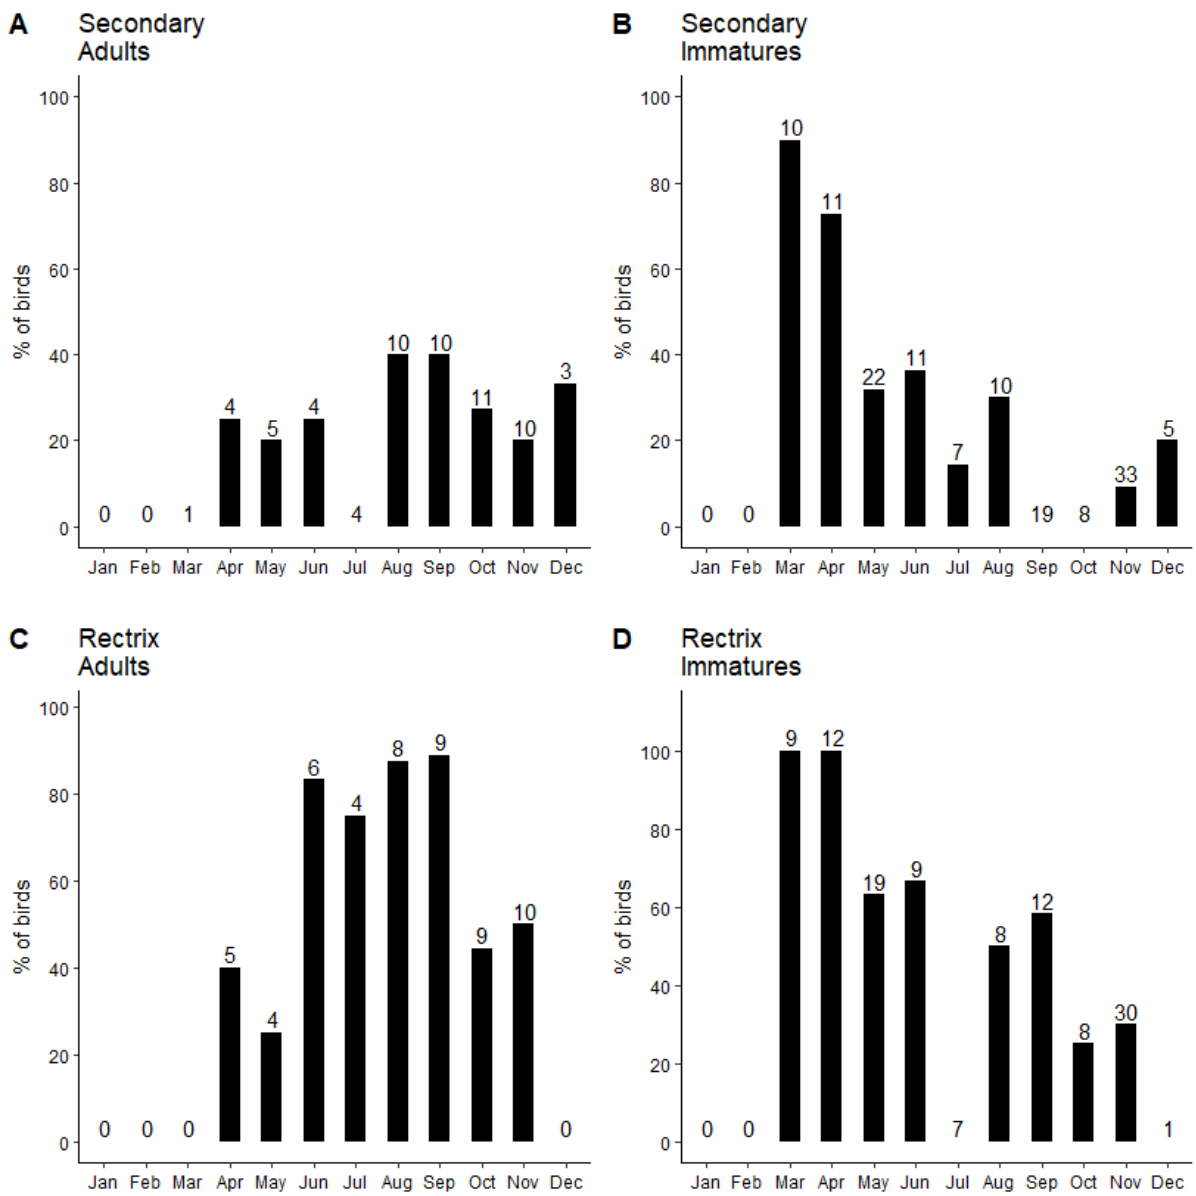 A Secondary
Adults
% of birds
100
80
60
40
20
0
0 0 1 4 5 4 4 10 10 11 10 3
Jan Feb Mar Apr May Jun Jul Aug Sep Oct Nov Dec
B Secondary
Immatures
% of birds
100
80
60
40
20
0
0 0 10 11 22 11 7 10 19 8 33 5
Jan Feb Mar Apr May Jun Jul Aug Sep Oct Nov Dec
C Rectrix
Adults
% of birds
100
80
60
40
20
0
0 0 0 5 4 6 4 8 9 9 10 0
Jan Feb Mar Apr May Jun Jul Aug Sep Oct Nov Dec
D Rectrix
Immatures
% of birds
100
80
60
40
20
0
0 0 9 12 19 9 7 8 12 8 30 1
Jan Feb Mar Apr May Jun Jul Aug Sep Oct Nov Dec